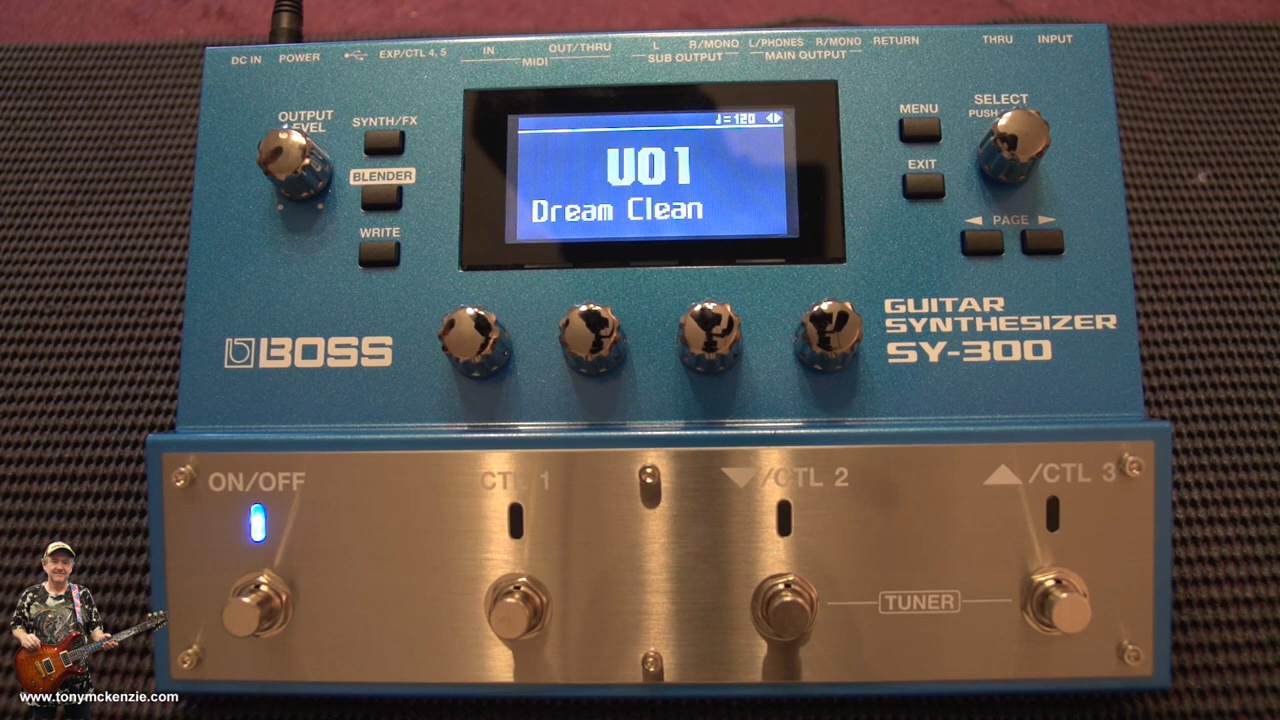 DC IN POWER EXP/CTL 4, 5 IN OUT/THRU L R/MONO L/PHONES R/MONO RETURN THRU INPUT
MIDI SUB OUTPUT MAIN OUTPUT
OUTPUT
LEVEL
SYNTH/FX
BLENDER
WRITE
♩=120
U01
Dream Clean
MENU
EXIT
SELECT
PUSH
PAGE
BOSS
GUITAR
SYNTHESIZER
SY-300
ON/OFF CTL 1 ▼/CTL 2 ▲/CTL 3
TUNER
www.tonymckenzie.com